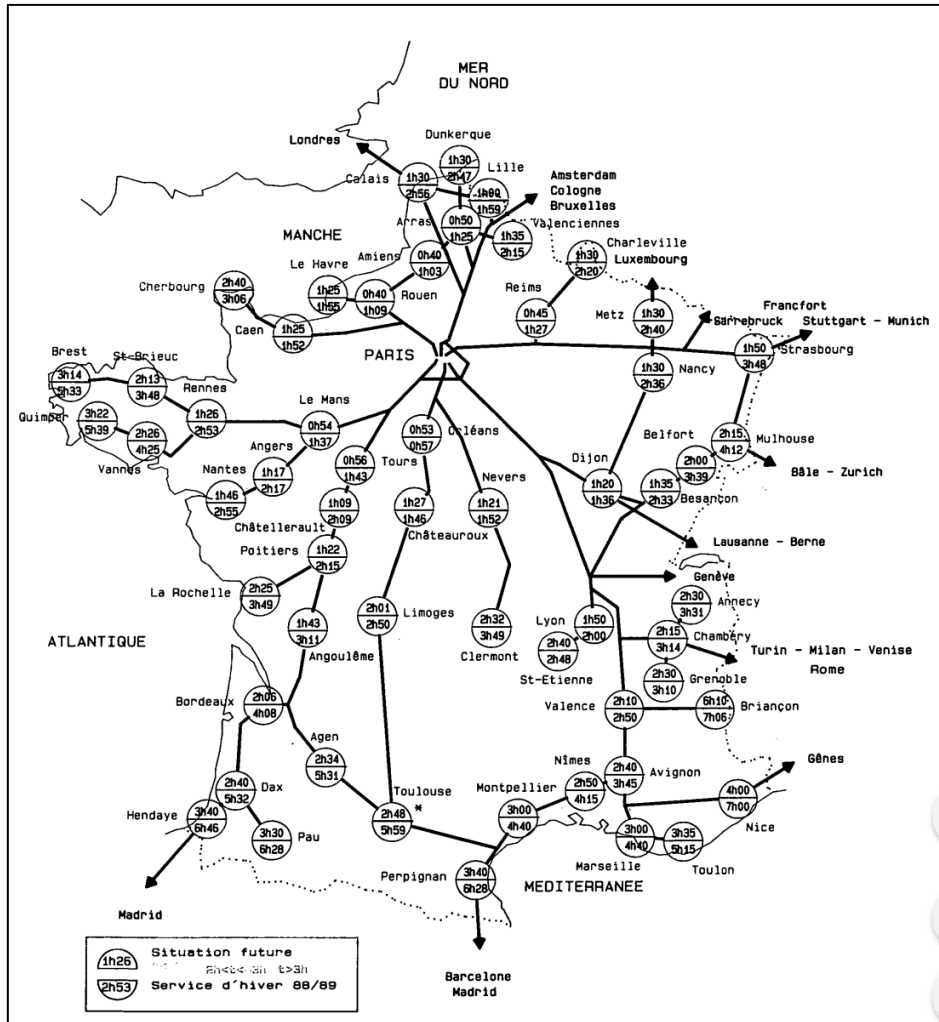 MER
DU NORD
Londres
Dunkerque
1h30
2h47
Lille
1h00
1h59
Calais
1h30
2h56
Amsterdam
Cologne
Bruxelles
Arras
0h50
1h25
Valenciennes
1h35
2h15
MANCHE
Amiens
0h40
1h03
Charleville
1h30
2h20
Luxembourg
Le Havre
1h25
1h55
Cherbourg
2h40
3h06
Rouen
0h40
1h09
Reims
0h45
1h27
Metz
1h30
2h40
Francfort
Sarrebruck
Stuttgart - Munich
Caen
1h25
1h52
PARIS
Strasbourg
1h50
3h48
Brest
3h14
5h33
St-Brieuc
2h13
3h48
Rennes
1h26
2h53
Nancy
1h30
2h36
Quimper
3h22
5h39
Vannes
2h26
4h25
Le Mans
0h54
1h37
Orléans
0h53
0h57
Belfort
2h00
3h39
Mulhouse
2h15
4h12
Angers
1h17
2h17
Tours
0h56
1h43
Nevers
1h21
1h52
Dijon
1h20
1h36
Besançon
1h35
2h33
Bâle - Zurich
Nantes
1h46
2h55
Châtellerault
1h09
2h09
Châteauroux
1h27
1h46
Lausanne - Berne
Poitiers
1h22
2h15
Genève
La Rochelle
2h25
3h49
Annecy
2h30
3h31
ATLANTIQUE
Angoulême
1h43
3h11
Limoges
2h01
2h50
Clermont
2h32
3h49
Lyon
1h50
2h00
St-Etienne
2h40
2h48
Chambéry
2h15
3h14
Grenoble
2h30
3h10
Turin - Milan - Venise
Rome
Bordeaux
2h06
4h08
Valence
2h10
2h50
Briançon
6h10
7h06
Agen
2h34
5h31
Dax
2h40
5h32
Toulouse
2h48
5h59
*
Montpellier
3h00
4h40
Nîmes
2h50
4h15
Avignon
2h40
3h45
Gênes
Nice
4h00
7h00
Hendaye
3h40
6h46
Pau
3h30
6h28
Marseille
3h00
4h40
Toulon
3h35
5h15
Perpignan
3h40
6h28
MEDITERRANEE
Madrid
Barcelone
Madrid
1h26
Situation future
2h<t<3h t>3h
2h53
Service d'hiver 88/89